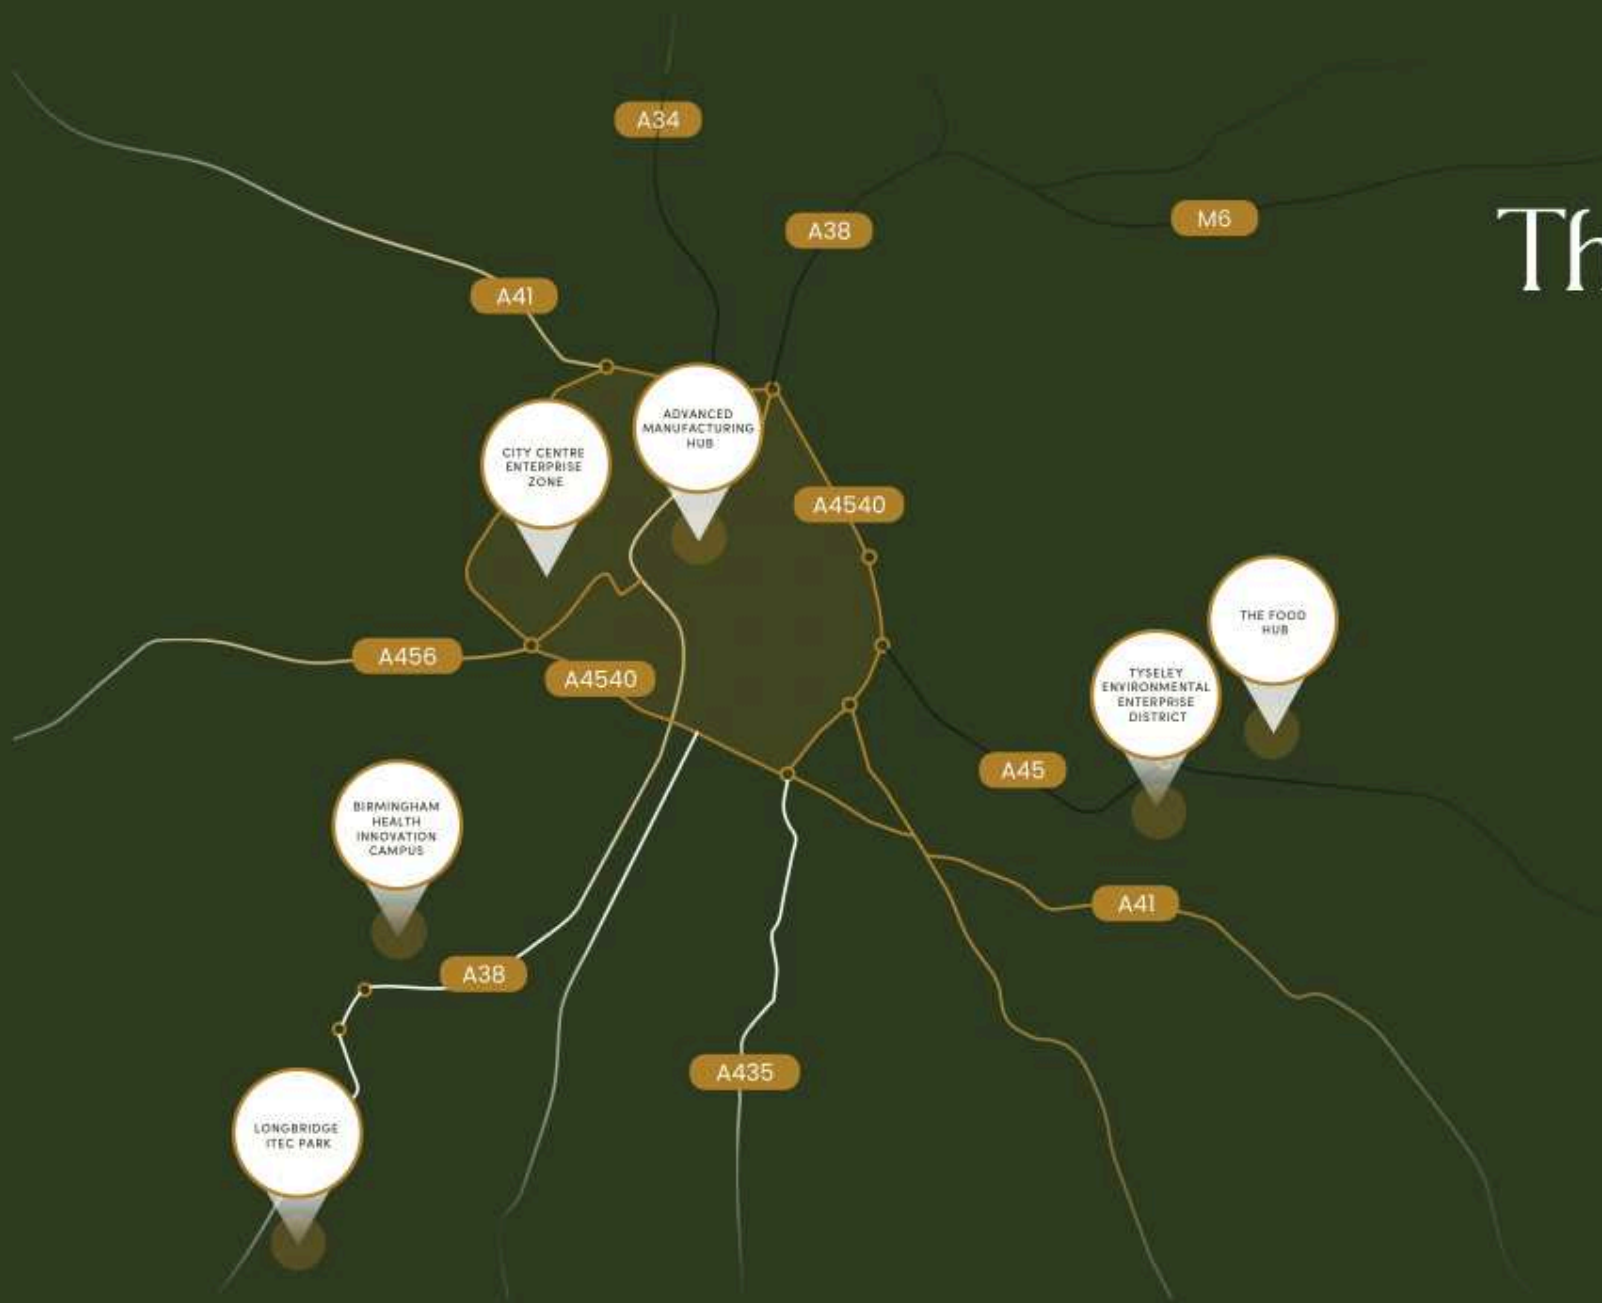 A34
A38
M6
Th
A41
ADVANCED
MANUFACTURING
HUB
CITY CENTRE
ENTERPRISE
ZONE
A4540
THE FOOD
HUB
A456
A4540
TYSELEY
ENVIRONMENTAL
ENTERPRISE
DISTRICT
A45
BIRMINGHAM
HEALTH
INNOVATION
CAMPUS
A41
A38
A435
LONGBRIDGE
ITEC PARK